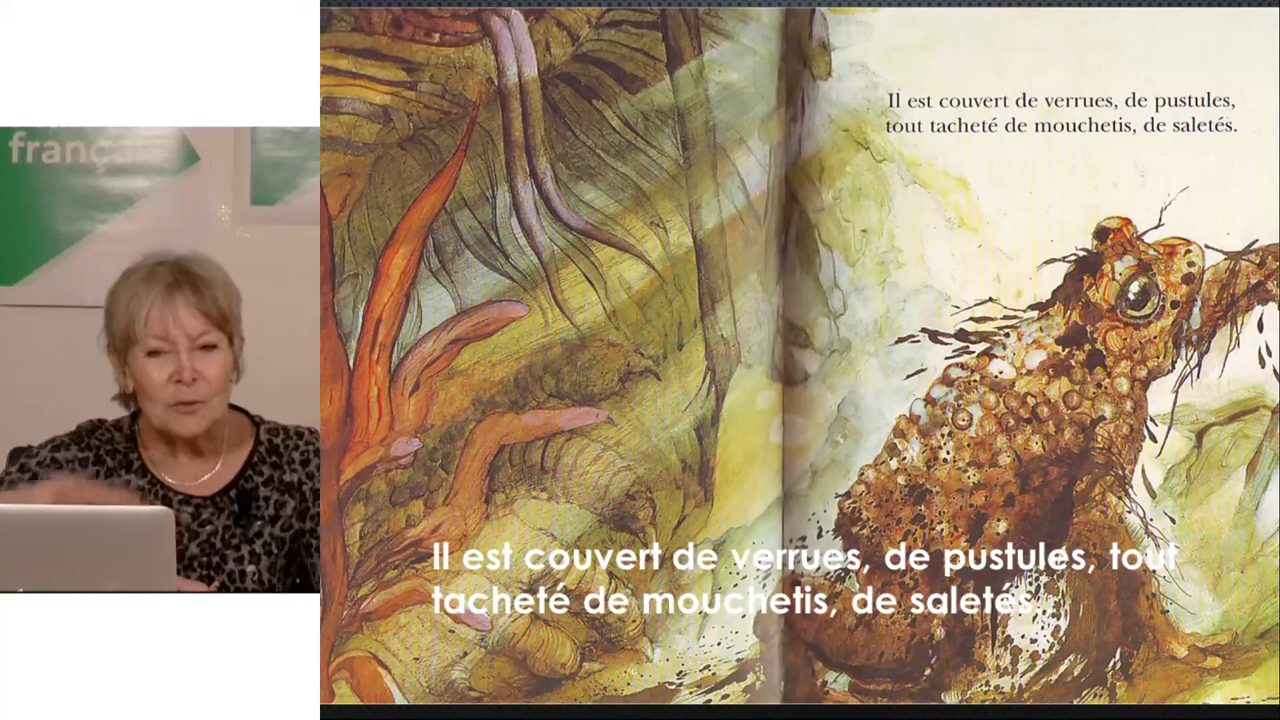 français
Il est couvert de verrues, de pustules,
tout tacheté de mouchetis, de saletés.
Il est couvert de verrues, de pustules, tout
tacheté de mouchetis, de saletés.